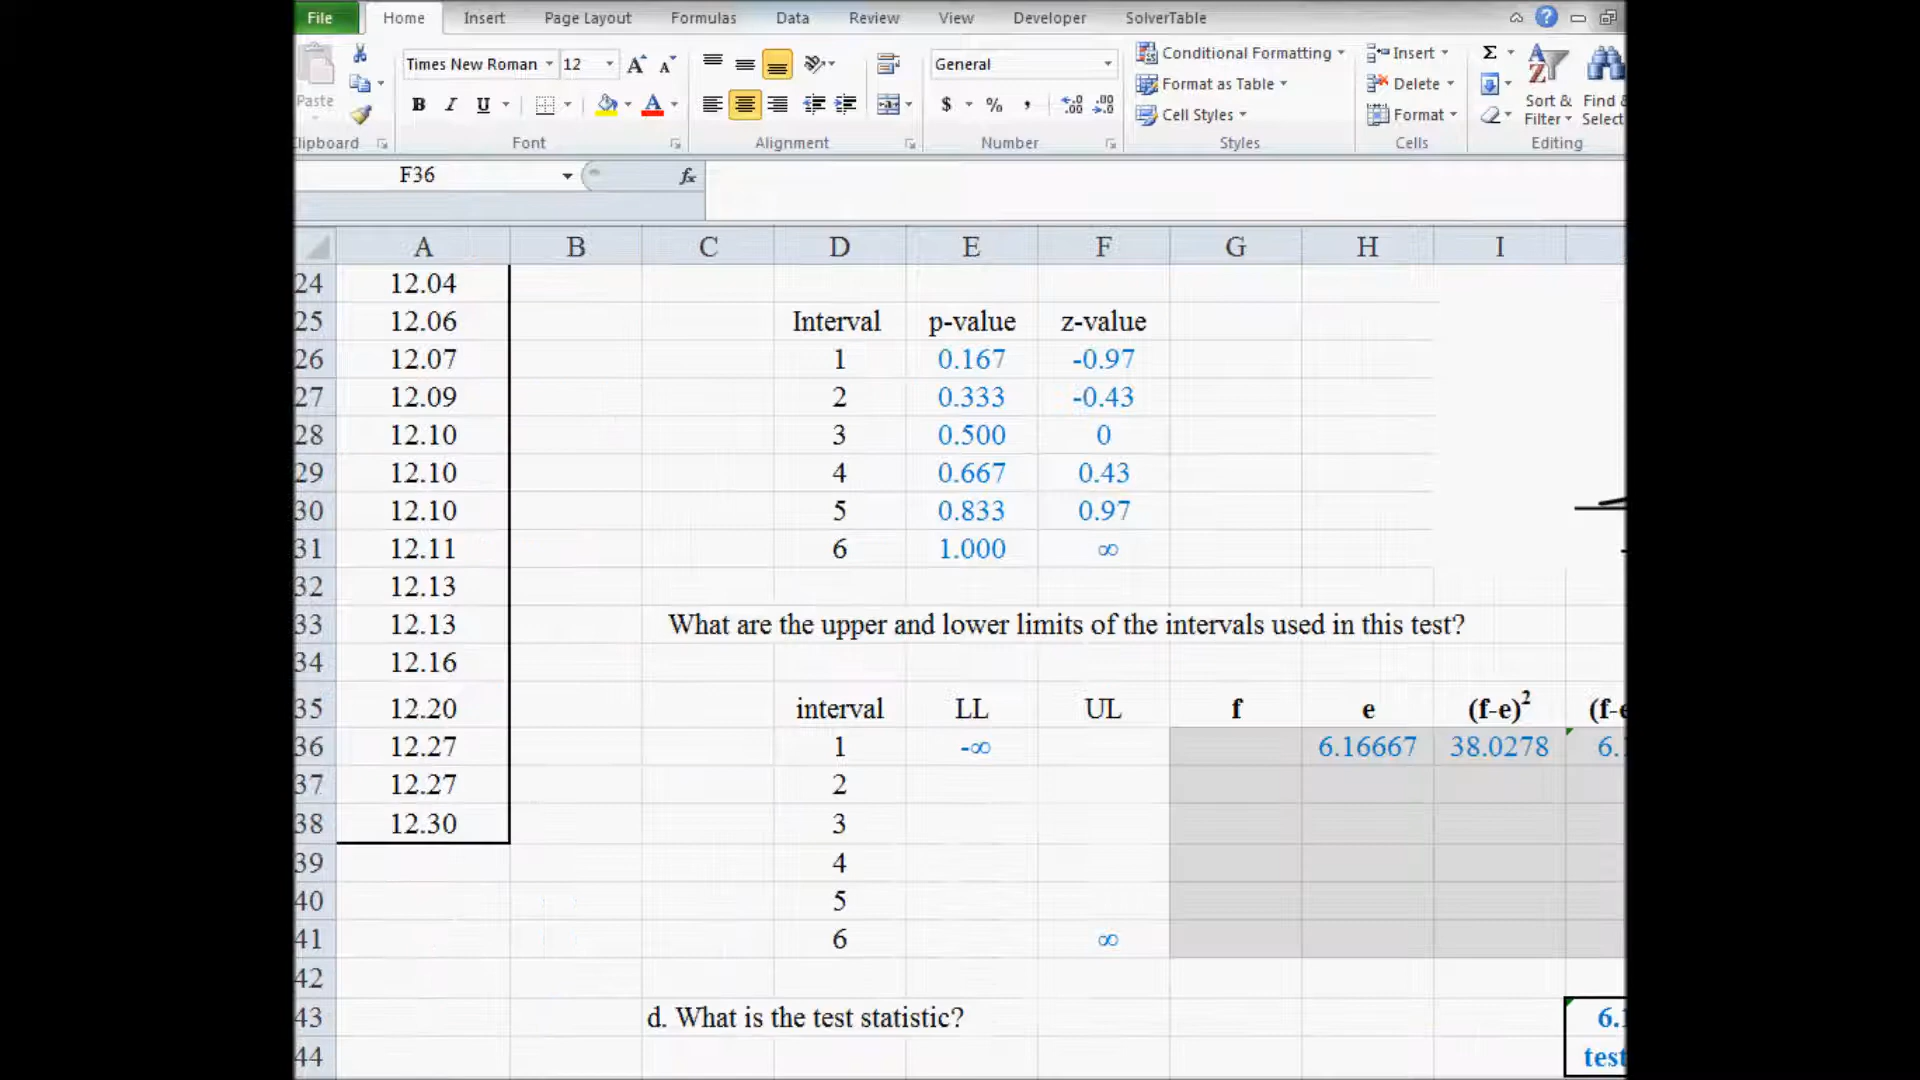 File Home Insert Page Layout Formulas Data Review View Developer SolverTable
Times New Roman 12 General Conditional Formatting Insert
Paste Format as Table Delete
B I U $ % , Cell Styles Format Sort & Filter Find & Select
lipboard Font Alignment Number Styles Cells Editing
F36 fx
A B C D E F G H I
24 12.04
25 12.06 Interval p-value z-value
26 12.07 1 0.167 -0.97
27 12.09 2 0.333 -0.43
28 12.10 3 0.500 0
29 12.10 4 0.667 0.43
30 12.10 5 0.833 0.97
31 12.11 6 1.000 ∞
32 12.13
33 12.13 What are the upper and lower limits of the intervals used in this test?
34 12.16
35 12.20 interval LL UL f e (f-e)² (f-e
36 12.27 1 -∞ 6.16667 38.0278 6.1
37 12.27 2
38 12.30 3
39 4
40 5
41 6 ∞
42
43 d. What is the test statistic? 6.1
44 test